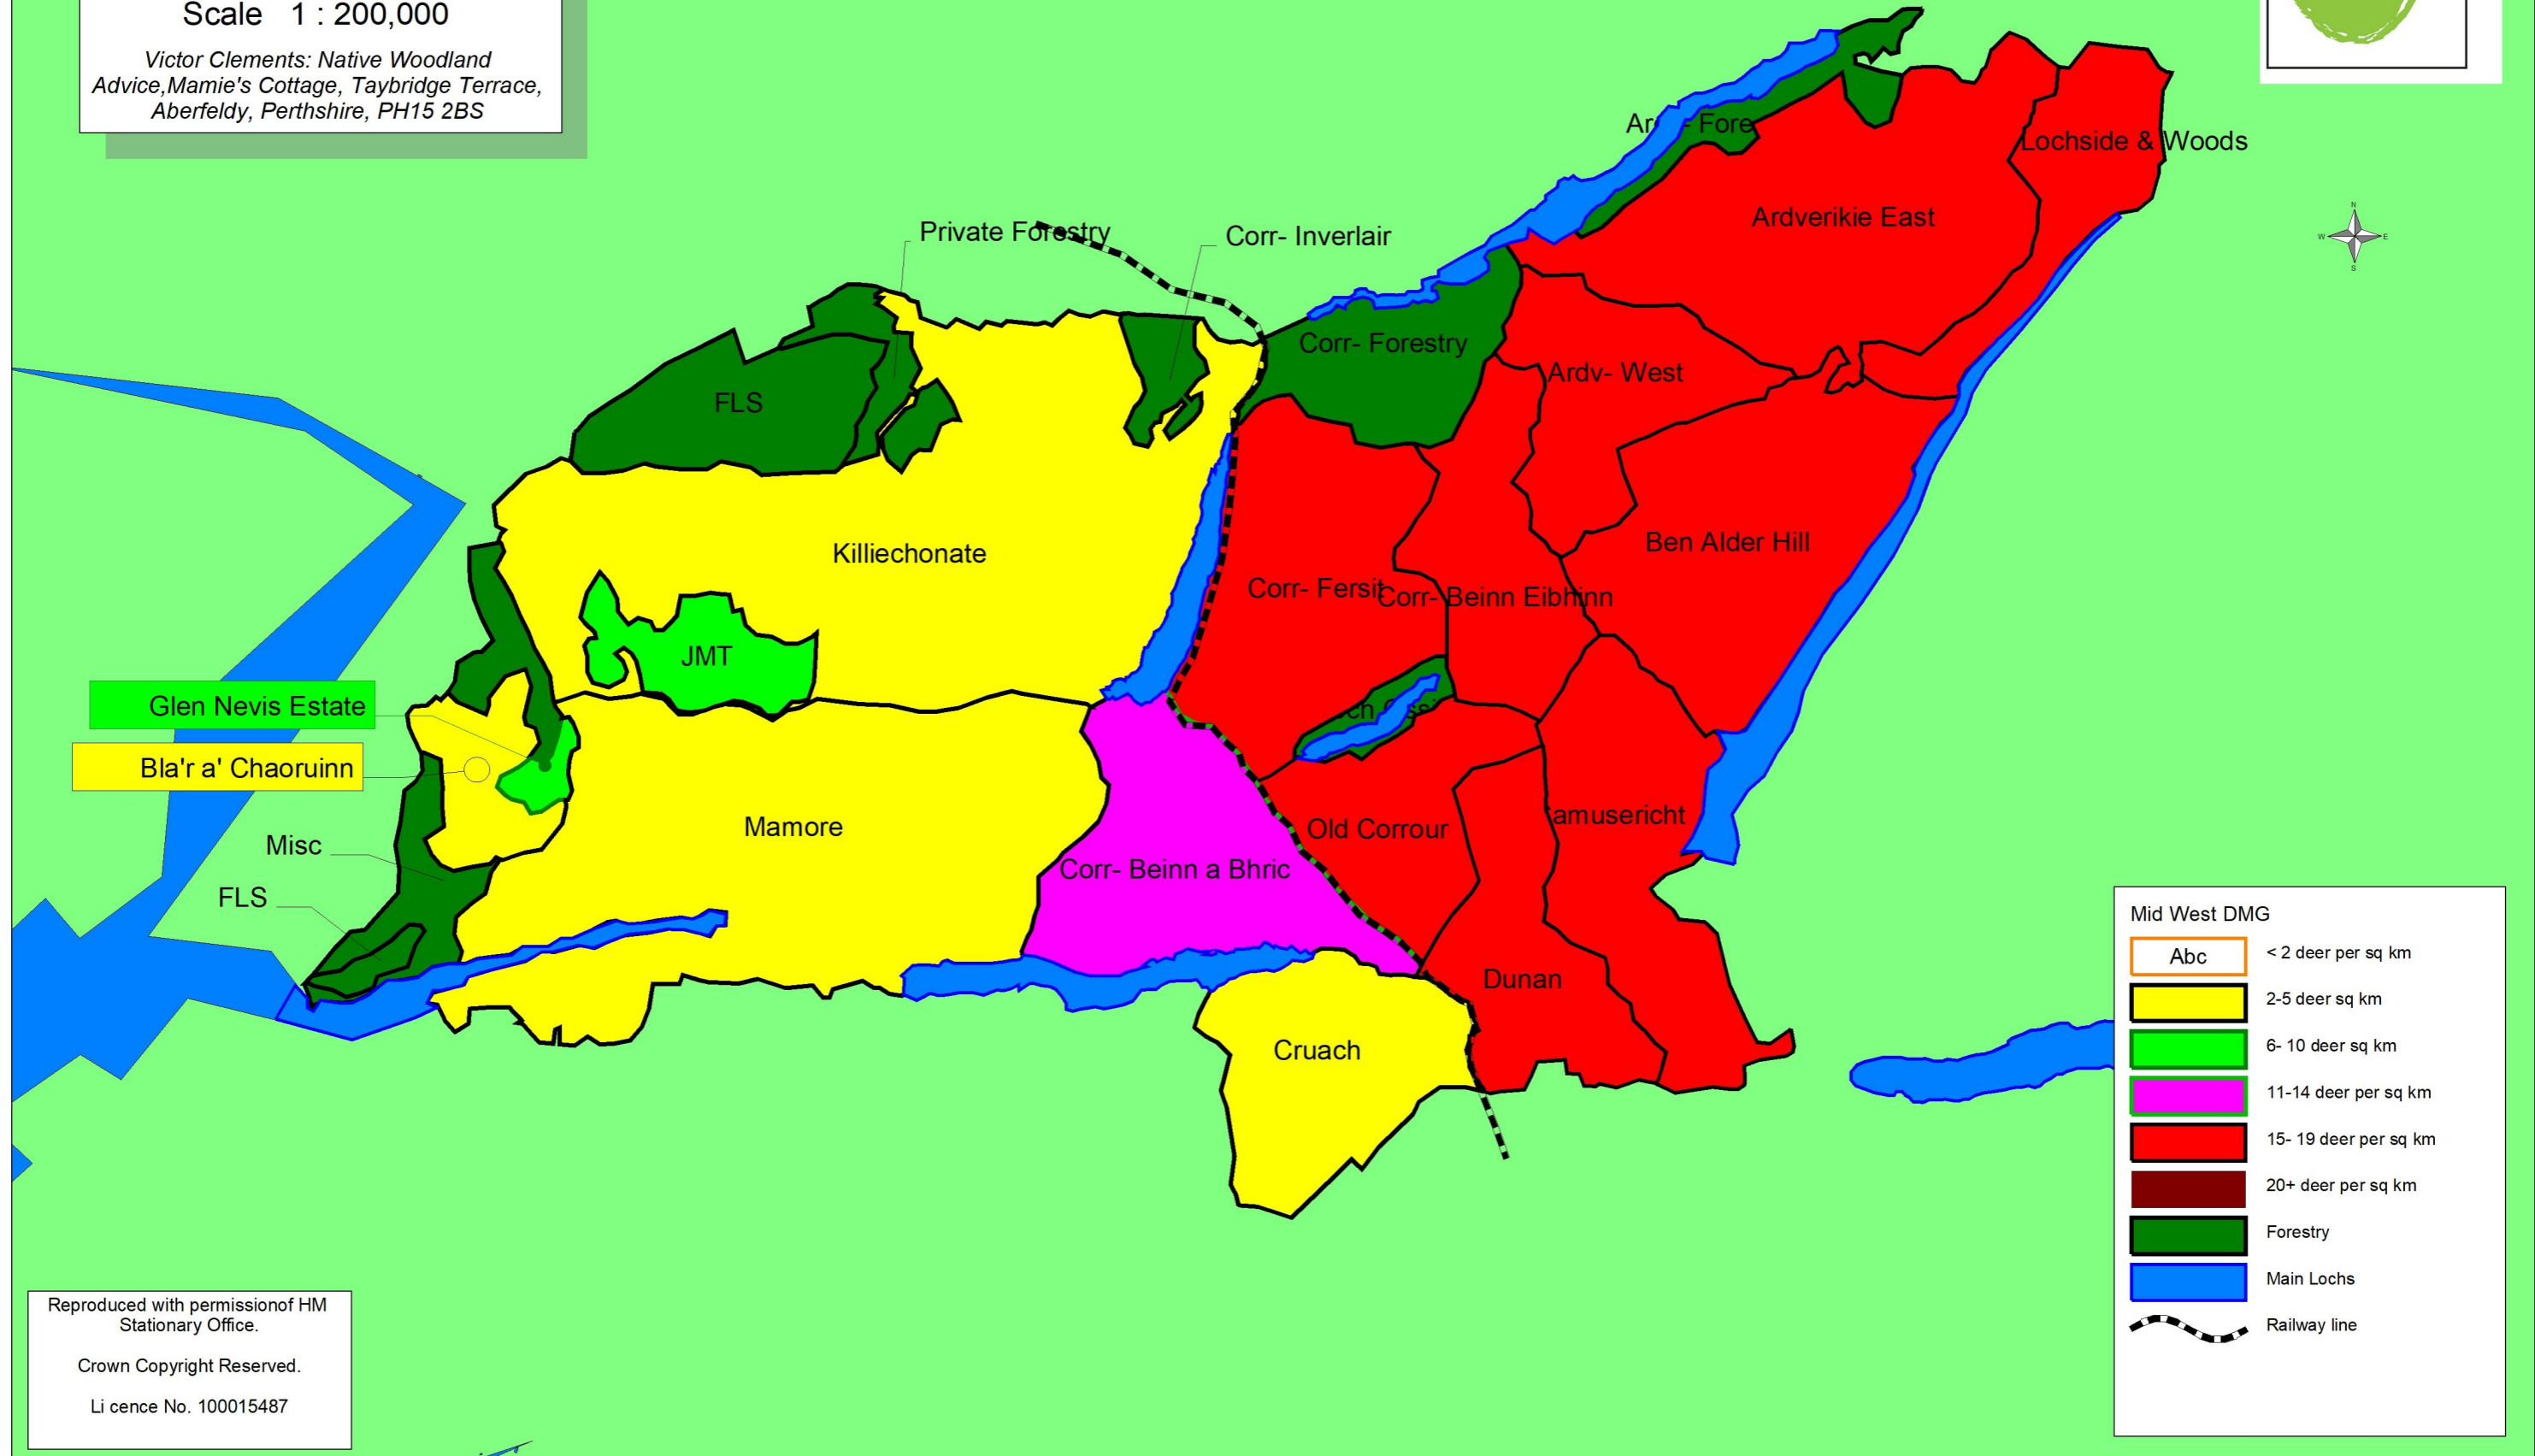 Scale 1 : 200,000
Victor Clements: Native Woodland
Advice,Mamie's Cottage, Taybridge Terrace,
Aberfeldy, Perthshire, PH15 2BS
Lochside & Woods
Ardverikie East
Private Forestry
Corr- Inverlair
Corr- Forestry
Ardv- West
FLS
Killiechonate
Ben Alder Hill
Corr- Fersit
Corr- Beinn Eibhinn
JMT
Glen Nevis Estate
Bla'r a' Chaoruinn
Mamore
Old Corrour
amusericht
Misc
Corr- Beinn a Bhric
FLS
Dunan
Cruach
N
W E
S
Mid West DMG
Abc < 2 deer per sq km
2-5 deer sq km
6- 10 deer sq km
11-14 deer per sq km
15- 19 deer per sq km
20+ deer per sq km
Forestry
Main Lochs
Railway line
Reproduced with permissionof HM
Stationary Office.
Crown Copyright Reserved.
Li cence No. 100015487